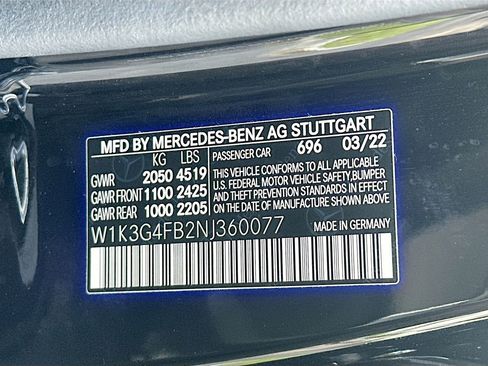 MFD BY MERCEDES-BENZ AG STUTTGART
KG LBS PASSENGER CAR 696 03/22
GVWR 2050 4519
GAWR FRONT 1100 2425
GAWR REAR 1000 2205
THIS VEHICLE CONFORMS TO ALL APPLICABLE
U.S. FEDERAL MOTOR VEHICLE SAFETY,BUMPER
AND THEFT PREVENTION STANDARDS IN EFFECT
ON THE DATE OF MANUFACTURE SHOWN ABOVE.
W1K3G4FB2NJ360077 MADE IN GERMANY